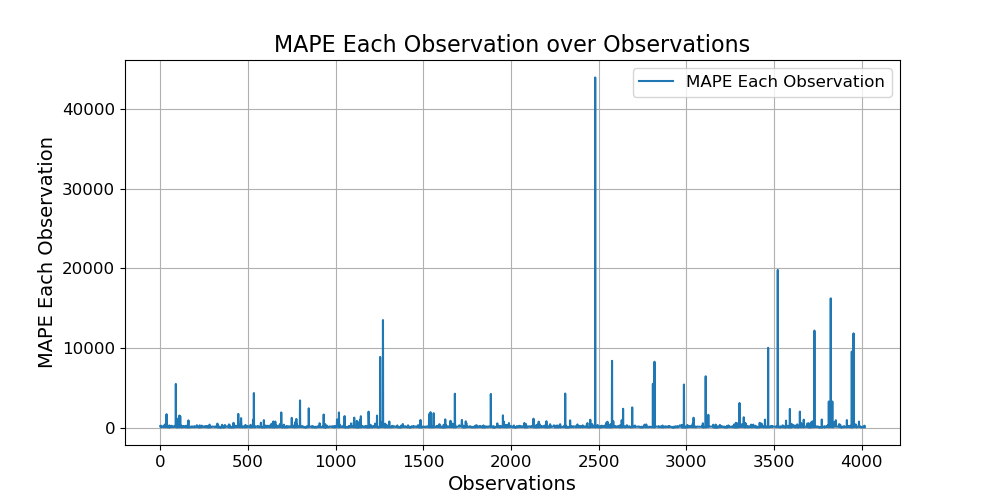 MAPE Each Observation over Observations
MAPE Each Observation
40000
30000
20000
10000
0
MAPE Each Observation
0 500 1000 1500 2000 2500 3000 3500 4000
Observations